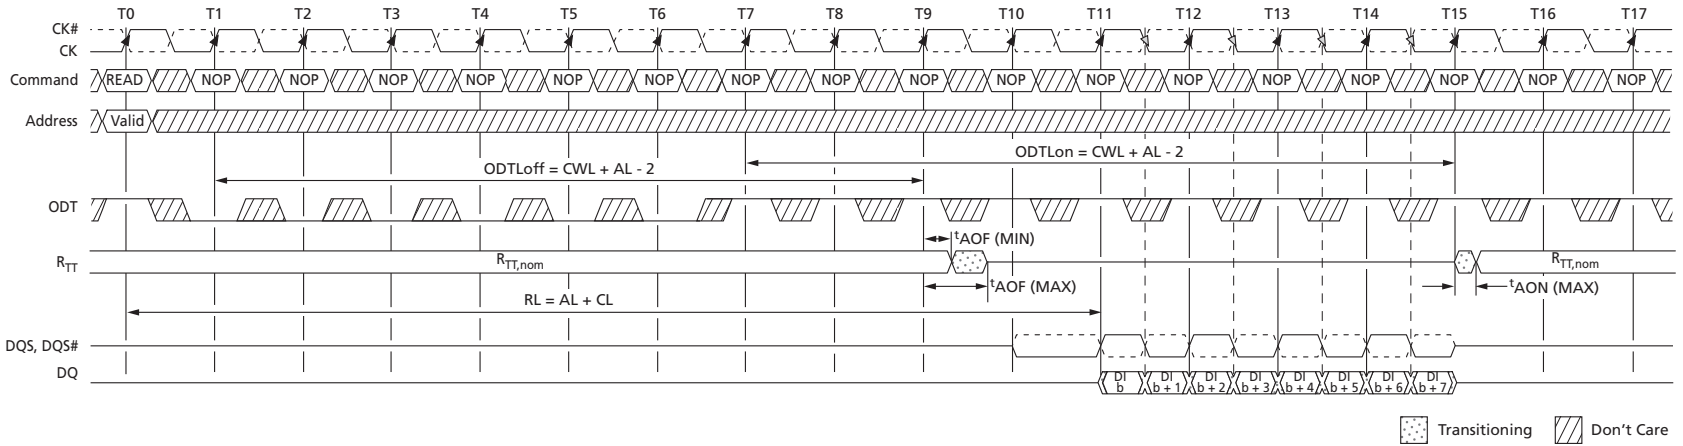 T0 T1 T2 T3 T4 T5 T6 T7 T8 T9 T10 T11 T12 T13 T14 T15 T16 T17
CK#
CK
Command READ NOP NOP NOP NOP NOP NOP NOP NOP NOP NOP NOP NOP NOP NOP NOP NOP NOP
Address Valid
ODTLon = CWL + AL - 2
ODTLoff = CWL + AL - 2
ODT
tAOF (MIN)
RTT RTT,nom RTT,nom
tAOF (MAX) tAON (MAX)
RL = AL + CL
DQS, DQS#
DQ
DI DI DI DI DI DI DI DI
b b + 1 b + 2 b + 3 b + 4 b + 5 b + 6 b + 7
Transitioning Don't Care